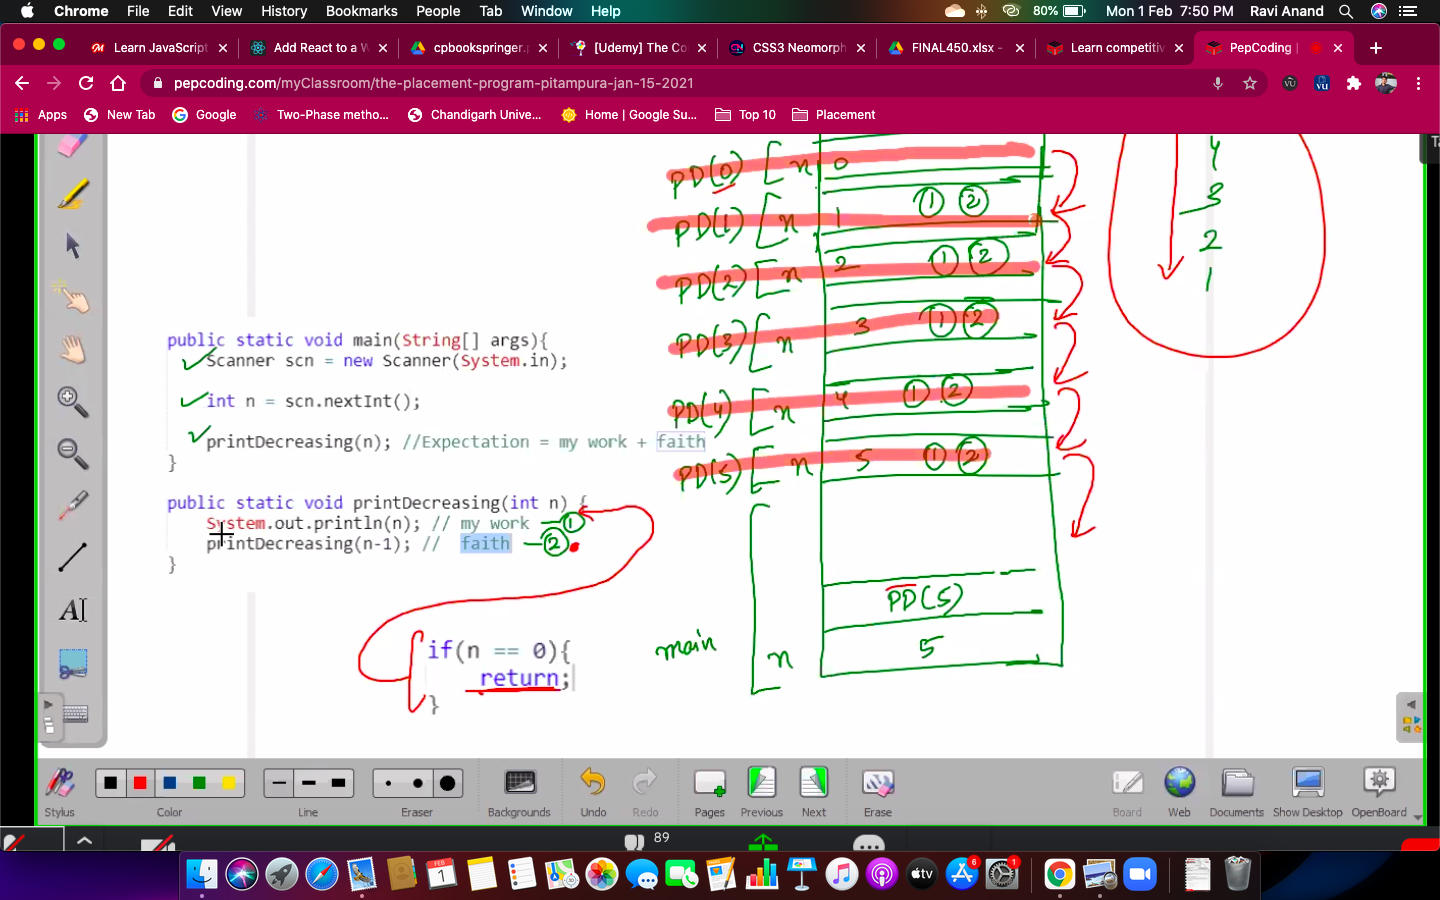 Chrome File Edit View History Bookmarks People Tab Window Help 80% Mon 1 Feb 7:50 PM Ravi Anand
Learn JavaScript Add React to a W cpbookspringer. [Udemy] The Co CSS3 Neomorph FINAL450.xlsx - Learn competitiv PepCoding |
pepcoding.com/myClassroom/the-placement-program-pitampura-jan-15-2021
Apps New Tab Google Two-Phase metho... Chandigarh Unive... Home | Google Su... Top 10 Placement
PD(0) [ n 0
4
3
2
1
① ②
PD(1) [ n 1
2 ① ②
PD(2) [ n
PD(3) [ n 3 ① ②
PD(4) [ n 4 ① ②
PD(5) [ n 5 ① ②
public static void main(String[] args){
Scanner scn = new Scanner(System.in);
int n = scn.nextInt();
printDecreasing(n); //Expectation = my work + faith
}
public static void printDecreasing(int n) {
System.out.println(n); // my work ①
printDecreasing(n-1); // faith ②
}
PD(5)
if(n == 0){
return;
}
main n 5
Stylus Color Line Eraser Backgrounds Undo Redo Pages Previous Next Erase Board Web Documents Show Desktop OpenBoard
89
FEB
1
tv
6
1